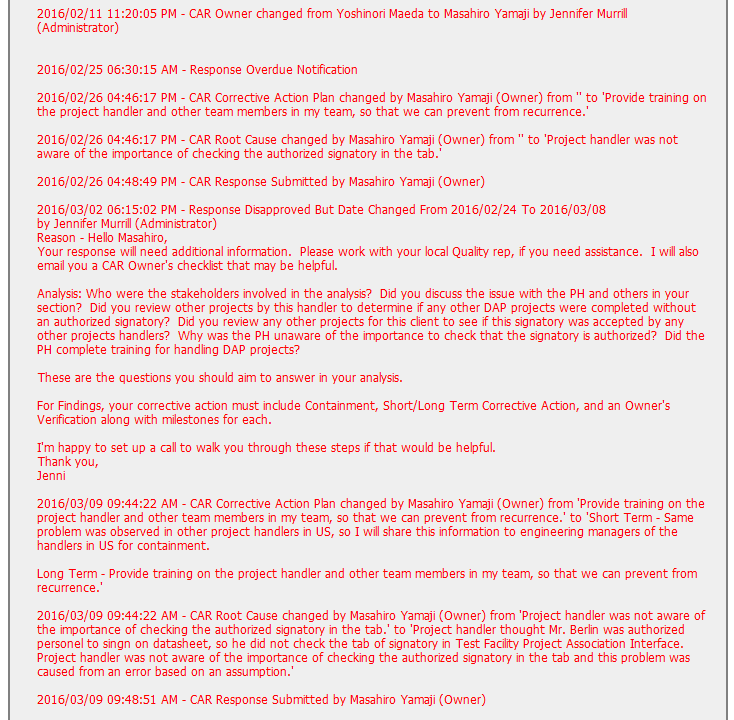 2016/02/11 11:20:05 PM - CAR Owner changed from Yoshinori Maeda to Masahiro Yamaji by Jennifer Murrill
(Administrator)
2016/02/25 06:30:15 AM - Response Overdue Notification
2016/02/26 04:46:17 PM - CAR Corrective Action Plan changed by Masahiro Yamaji (Owner) from '' to 'Provide training on
the project handler and other team members in my team, so that we can prevent from recurrence.'
2016/02/26 04:46:17 PM - CAR Root Cause changed by Masahiro Yamaji (Owner) from '' to 'Project handler was not
aware of the importance of checking the authorized signatory in the tab.'
2016/02/26 04:48:49 PM - CAR Response Submitted by Masahiro Yamaji (Owner)
2016/03/02 06:15:02 PM - Response Disapproved But Date Changed From 2016/02/24 To 2016/03/08
by Jennifer Murrill (Administrator)
Reason - Hello Masahiro,
Your response will need additional information.  Please work with your local Quality rep, if you need assistance.  I will also
email you a CAR Owner's checklist that may be helpful.
Analysis: Who were the stakeholders involved in the analysis?  Did you discuss the issue with the PH and others in your
section?  Did you review other projects by this handler to determine if any other DAP projects were completed without
an authorized signatory?  Did you review any other projects for this client to see if this signatory was accepted by any
other projects handlers?  Why was the PH unaware of the importance to check that the signatory is authorized?  Did the
PH complete training for handling DAP projects?
These are the questions you should aim to answer in your analysis.
For Findings, your corrective action must include Containment, Short/Long Term Corrective Action, and an Owner's
Verification along with milestones for each.
I'm happy to set up a call to walk you through these steps if that would be helpful.
Thank you,
Jenni
2016/03/09 09:44:22 AM - CAR Corrective Action Plan changed by Masahiro Yamaji (Owner) from 'Provide training on the
project handler and other team members in my team, so that we can prevent from recurrence.' to 'Short Term - Same
problem was observed in other project handlers in US, so I will share this information to engineering managers of the
handlers in US for containment.
Long Term - Provide training on the project handler and other team members in my team, so that we can prevent from
recurrence.'
2016/03/09 09:44:22 AM - CAR Root Cause changed by Masahiro Yamaji (Owner) from 'Project handler was not aware of
the importance of checking the authorized signatory in the tab.' to 'Project handler thought Mr. Berlin was authorized
personel to singn on datasheet, so he did not check the tab of signatory in Test Facility Project Association Interface.
Project handler was not aware of the importance of checking the authorized signatory in the tab and this problem was
caused from an error based on an assumption.'
2016/03/09 09:48:51 AM - CAR Response Submitted by Masahiro Yamaji (Owner)